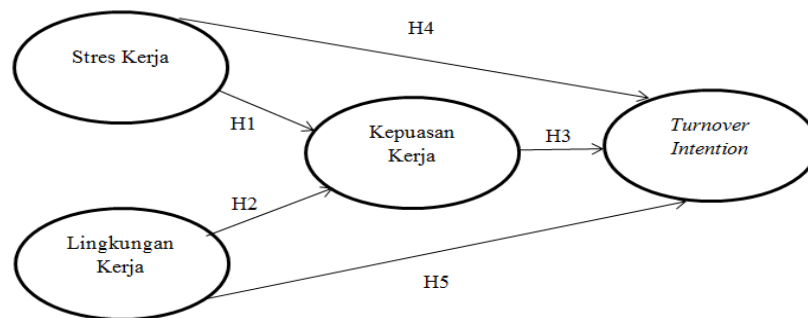 H4
Stres Kerja
H1
Kepuasan
Kerja
H3
Turnover
Intention
H2
Lingkungan
Kerja
H5